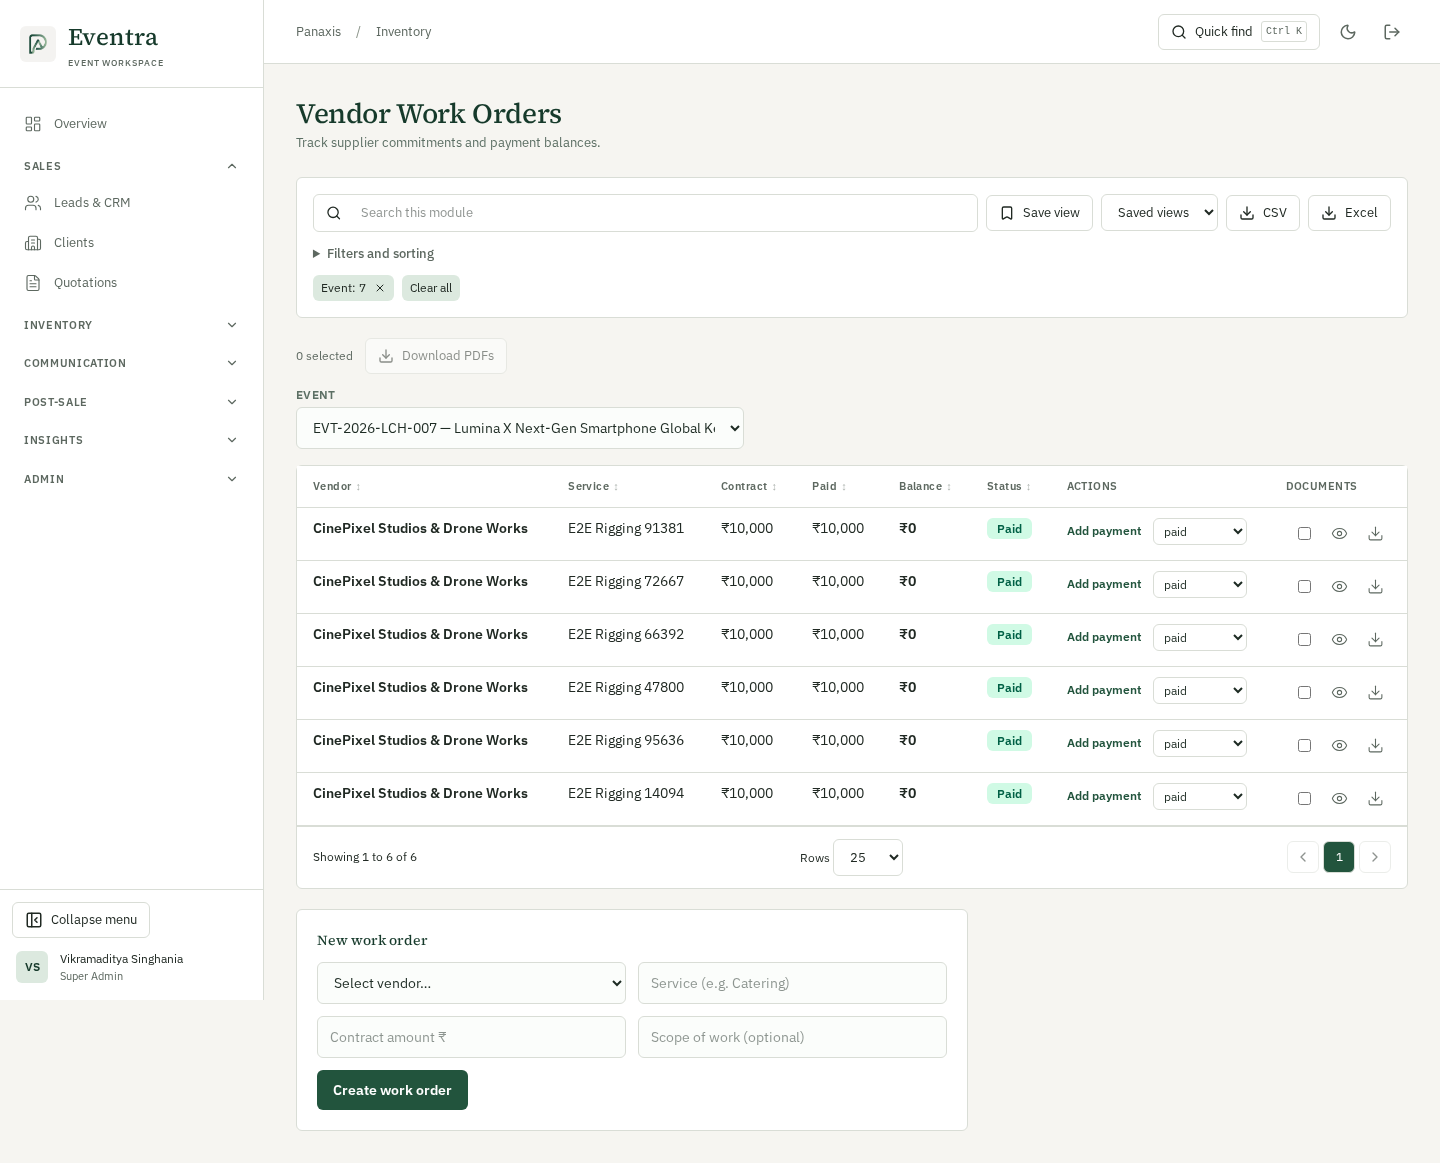 Eventra
EVENT WORKSPACE
Panaxis / Inventory
Quick find Ctrl K
Overview
SALES
Leads & CRM
Clients
Quotations
INVENTORY
COMMUNICATION
POST-SALE
INSIGHTS
ADMIN
Collapse menu
VS
Vikramaditya Singhania
Super Admin
Vendor Work Orders
Track supplier commitments and payment balances.
Search this module
Save view
Saved views
CSV
Excel
Filters and sorting
Event: 7 × Clear all
0 selected
Download PDFs
EVENT
EVT-2026-LCH-007 — Lumina X Next-Gen Smartphone Global
Vendor ↕ Service ↕ Contract ↕ Paid ↕ Balance ↕ Status ↕ ACTIONS DOCUMENTS
CinePixel Studios & Drone Works E2E Rigging 91381 ₹10,000 ₹10,000 ₹0 Paid Add payment paid
CinePixel Studios & Drone Works E2E Rigging 72667 ₹10,000 ₹10,000 ₹0 Paid Add payment paid
CinePixel Studios & Drone Works E2E Rigging 66392 ₹10,000 ₹10,000 ₹0 Paid Add payment paid
CinePixel Studios & Drone Works E2E Rigging 47800 ₹10,000 ₹10,000 ₹0 Paid Add payment paid
CinePixel Studios & Drone Works E2E Rigging 95636 ₹10,000 ₹10,000 ₹0 Paid Add payment paid
CinePixel Studios & Drone Works E2E Rigging 14094 ₹10,000 ₹10,000 ₹0 Paid Add payment paid
Showing 1 to 6 of 6
Rows 25
1
New work order
Select vendor...
Service (e.g. Catering)
Contract amount ₹
Scope of work (optional)
Create work order